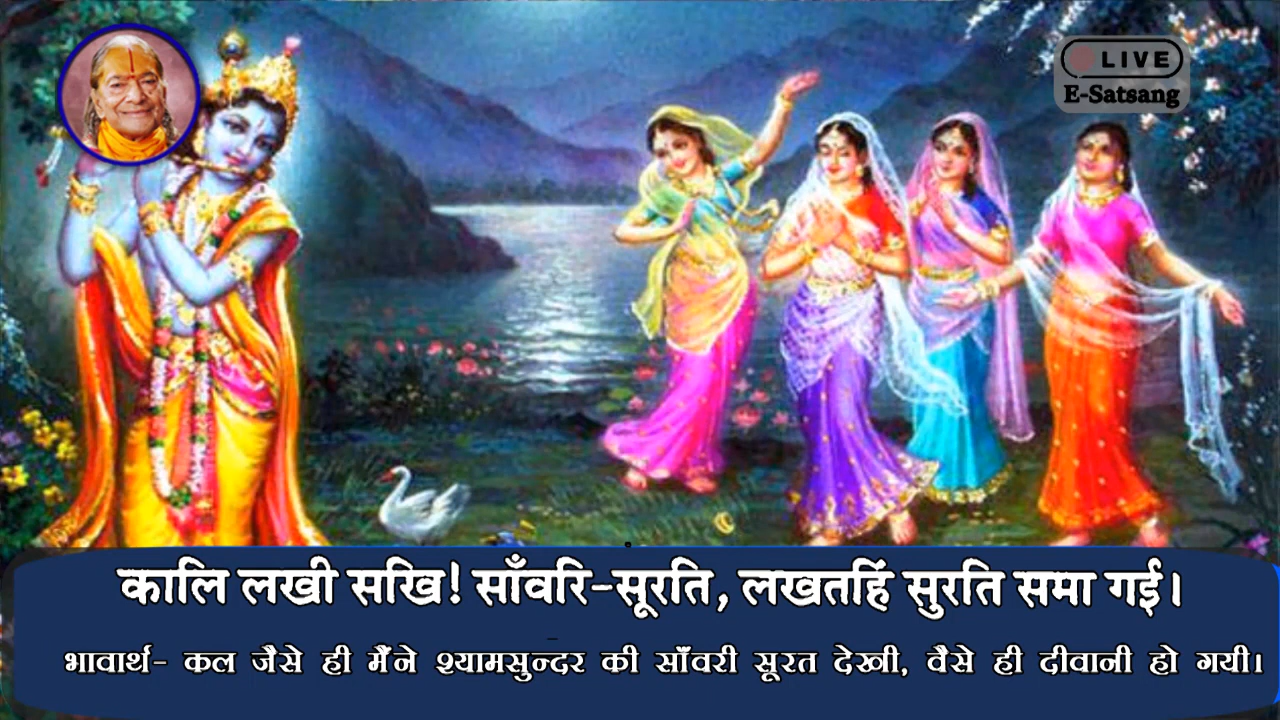 LIVE
E-Satsang
कालि लखी सखि! साँवरि-सूरति, लखतहिं सुरति समा गई।
भावार्थ- कल जैसे ही मैंने श्यामसुन्दर की साँवरी सूरत देखी, वैसे ही दीवानी हो गयी।